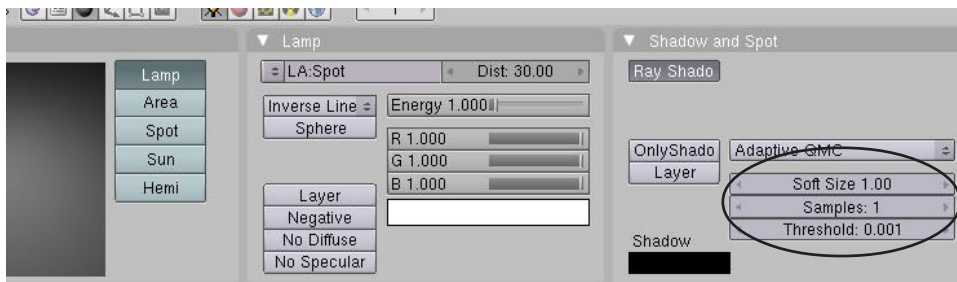 1
Lamp
Shadow and Spot
Lamp
Area
Spot
Sun
Hemi
LA:Spot
Dist: 30.00
Inverse Line
Sphere
Energy 1.000
R 1.000
G 1.000
B 1.000
Layer
Negative
No Diffuse
No Specular
Ray Shado
OnlyShado
Layer
Adaptive QMC
Soft Size 1.00
Samples: 1
Threshold: 0.001
Shadow